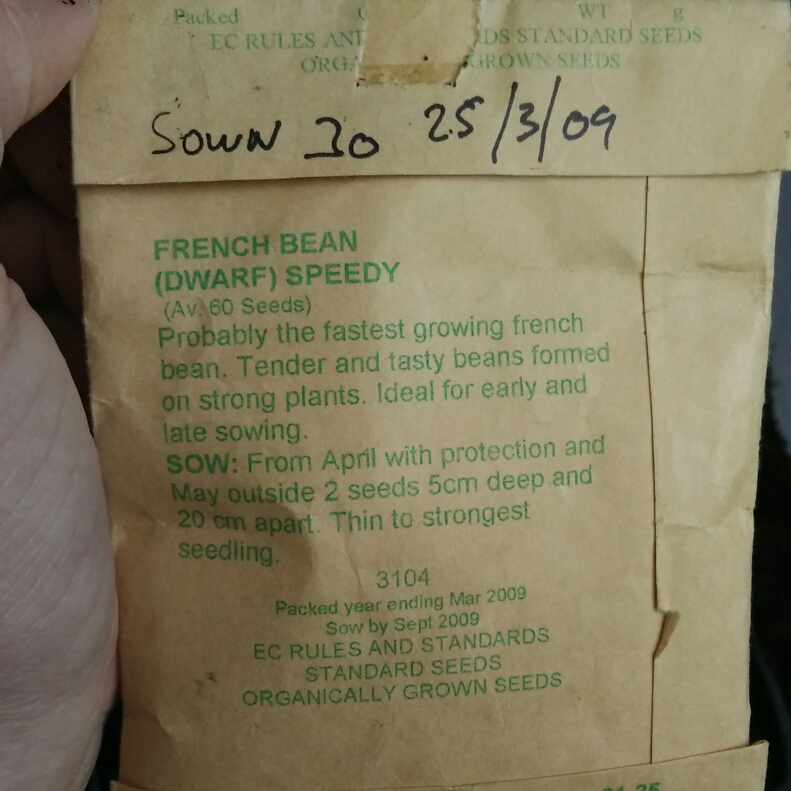 Packed WT g
EC RULES AND DS STANDARD SEEDS
ORGA GROWN SEEDS
SOWN 30 25/3/09
FRENCH BEAN
(DWARF) SPEEDY
(Av. 60 Seeds)
Probably the fastest growing french
bean. Tender and tasty beans formed
on strong plants. Ideal for early and
late sowing.
SOW: From April with protection and
May outside 2 seeds 5cm deep and
20 cm apart. Thin to strongest
seedling.
3104
Packed year ending Mar 2009
Sow by Sept 2009
EC RULES AND STANDARDS
STANDARD SEEDS
ORGANICALLY GROWN SEEDS